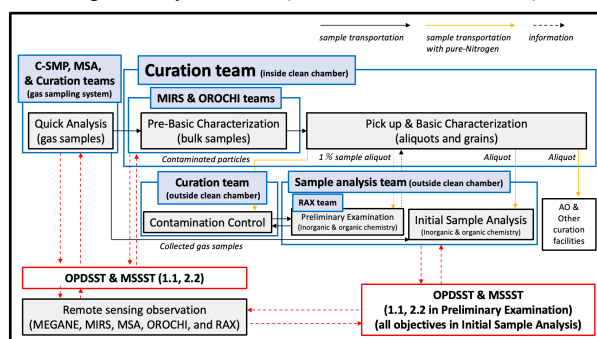 sample transportation
sample transportation
with pure-Nitrogen
information
C-SMP, MSA,
& Curation teams
(gas sampling system)
Curation team (inside clean chamber)
MIRS & OROCHI teams
Quick Analysis
(gas samples)
Pre-Basic Characterization
(bulk samples)
Pick up & Basic Characterization
(aliquots and grains)
Contaminated particles
1 % sample aliquot
Aliquot
Aliquot
Curation team
(outside clean chamber)
Sample analysis team (outside clean chamber)
RAX team
Contamination Control
Preliminary Examination
(Inorganic & organic chemistry)
Initial Sample Analysis
(Inorganic & organic chemistry)
AO &
Other
curation
facilities
Collected gas samples
OPDSST & MSSST (1.1, 2.2)
Remote sensing observation
(MEGANE, MIRS, MSA, OROCHI, and RAX)
OPDSST & MSSST
(1.1, 2.2 in Preliminary Examination)
(all objectives in Initial Sample Analysis)